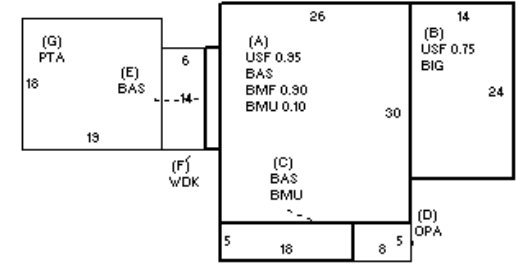 26
14
(G)
PTA
18
19
(E)
BAS
6
14
(F)
WDK
(A)
USF 0.95
BAS
BMF 0.90
BMU 0.10
30
(B)
USF 0.75
BIG
24
(C)
BAS
BMU
(D)
OPA
5
18
8
5